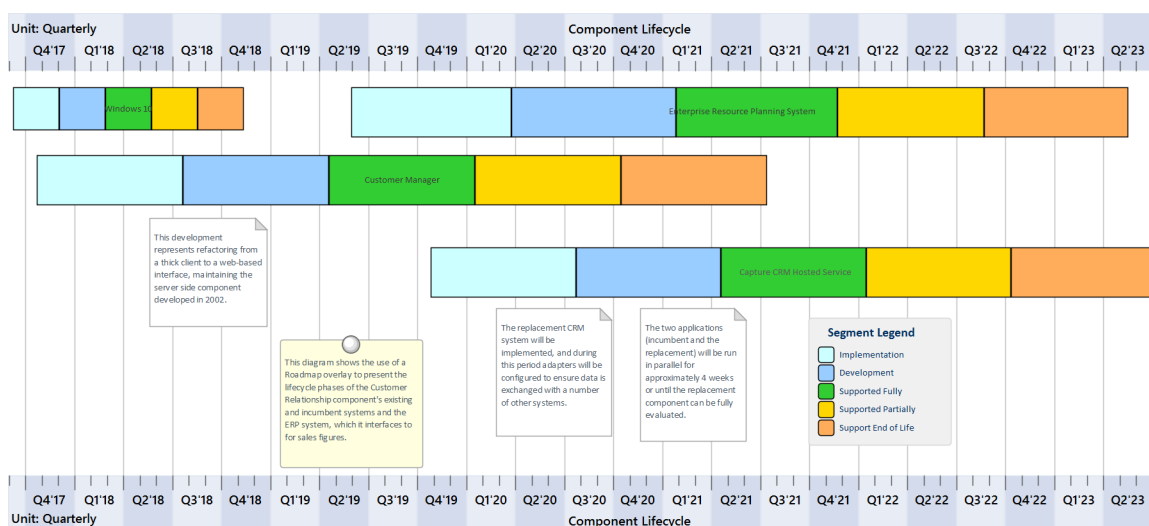 Unit: Quarterly Component Lifecycle
Q4'17 Q1'18 Q2'18 Q3'18 Q4'18 Q1'19 Q2'19 Q3'19 Q4'19 Q1'20 Q2'20 Q3'20 Q4'20 Q1'21 Q2'21 Q3'21 Q4'21 Q1'22 Q2'22 Q3'22 Q4'22 Q1'23 Q2'23
Windows 10
Enterprise Resource Planning System
Customer Manager
This development
represents refactoring from
a thick client to a web-based
interface, maintaining the
server side component
developed in 2002.
Capture CRM Hosted Service
The replacement CRM
system will be
implemented, and during
this period adapters will be
configured to ensure data is
exchanged with a number
of other systems.
The two applications
(incumbent and the
replacement) will be run
in parallel for
approximately 4 weeks
or until the replacement
component can be fully
evaluated.
Segment Legend
Implementation
Development
Supported Fully
Supported Partially
Support End of Life
This diagram shows the use of a
Roadmap overlay to present the
lifecycle phases of the Customer
Relationship component's existing
and incumbent systems and the
ERP system, which it interfaces to
for sales figures.
Q4'17 Q1'18 Q2'18 Q3'18 Q4'18 Q1'19 Q2'19 Q3'19 Q4'19 Q1'20 Q2'20 Q3'20 Q4'20 Q1'21 Q2'21 Q3'21 Q4'21 Q1'22 Q2'22 Q3'22 Q4'22 Q1'23 Q2'23
Unit: Quarterly Component Lifecycle